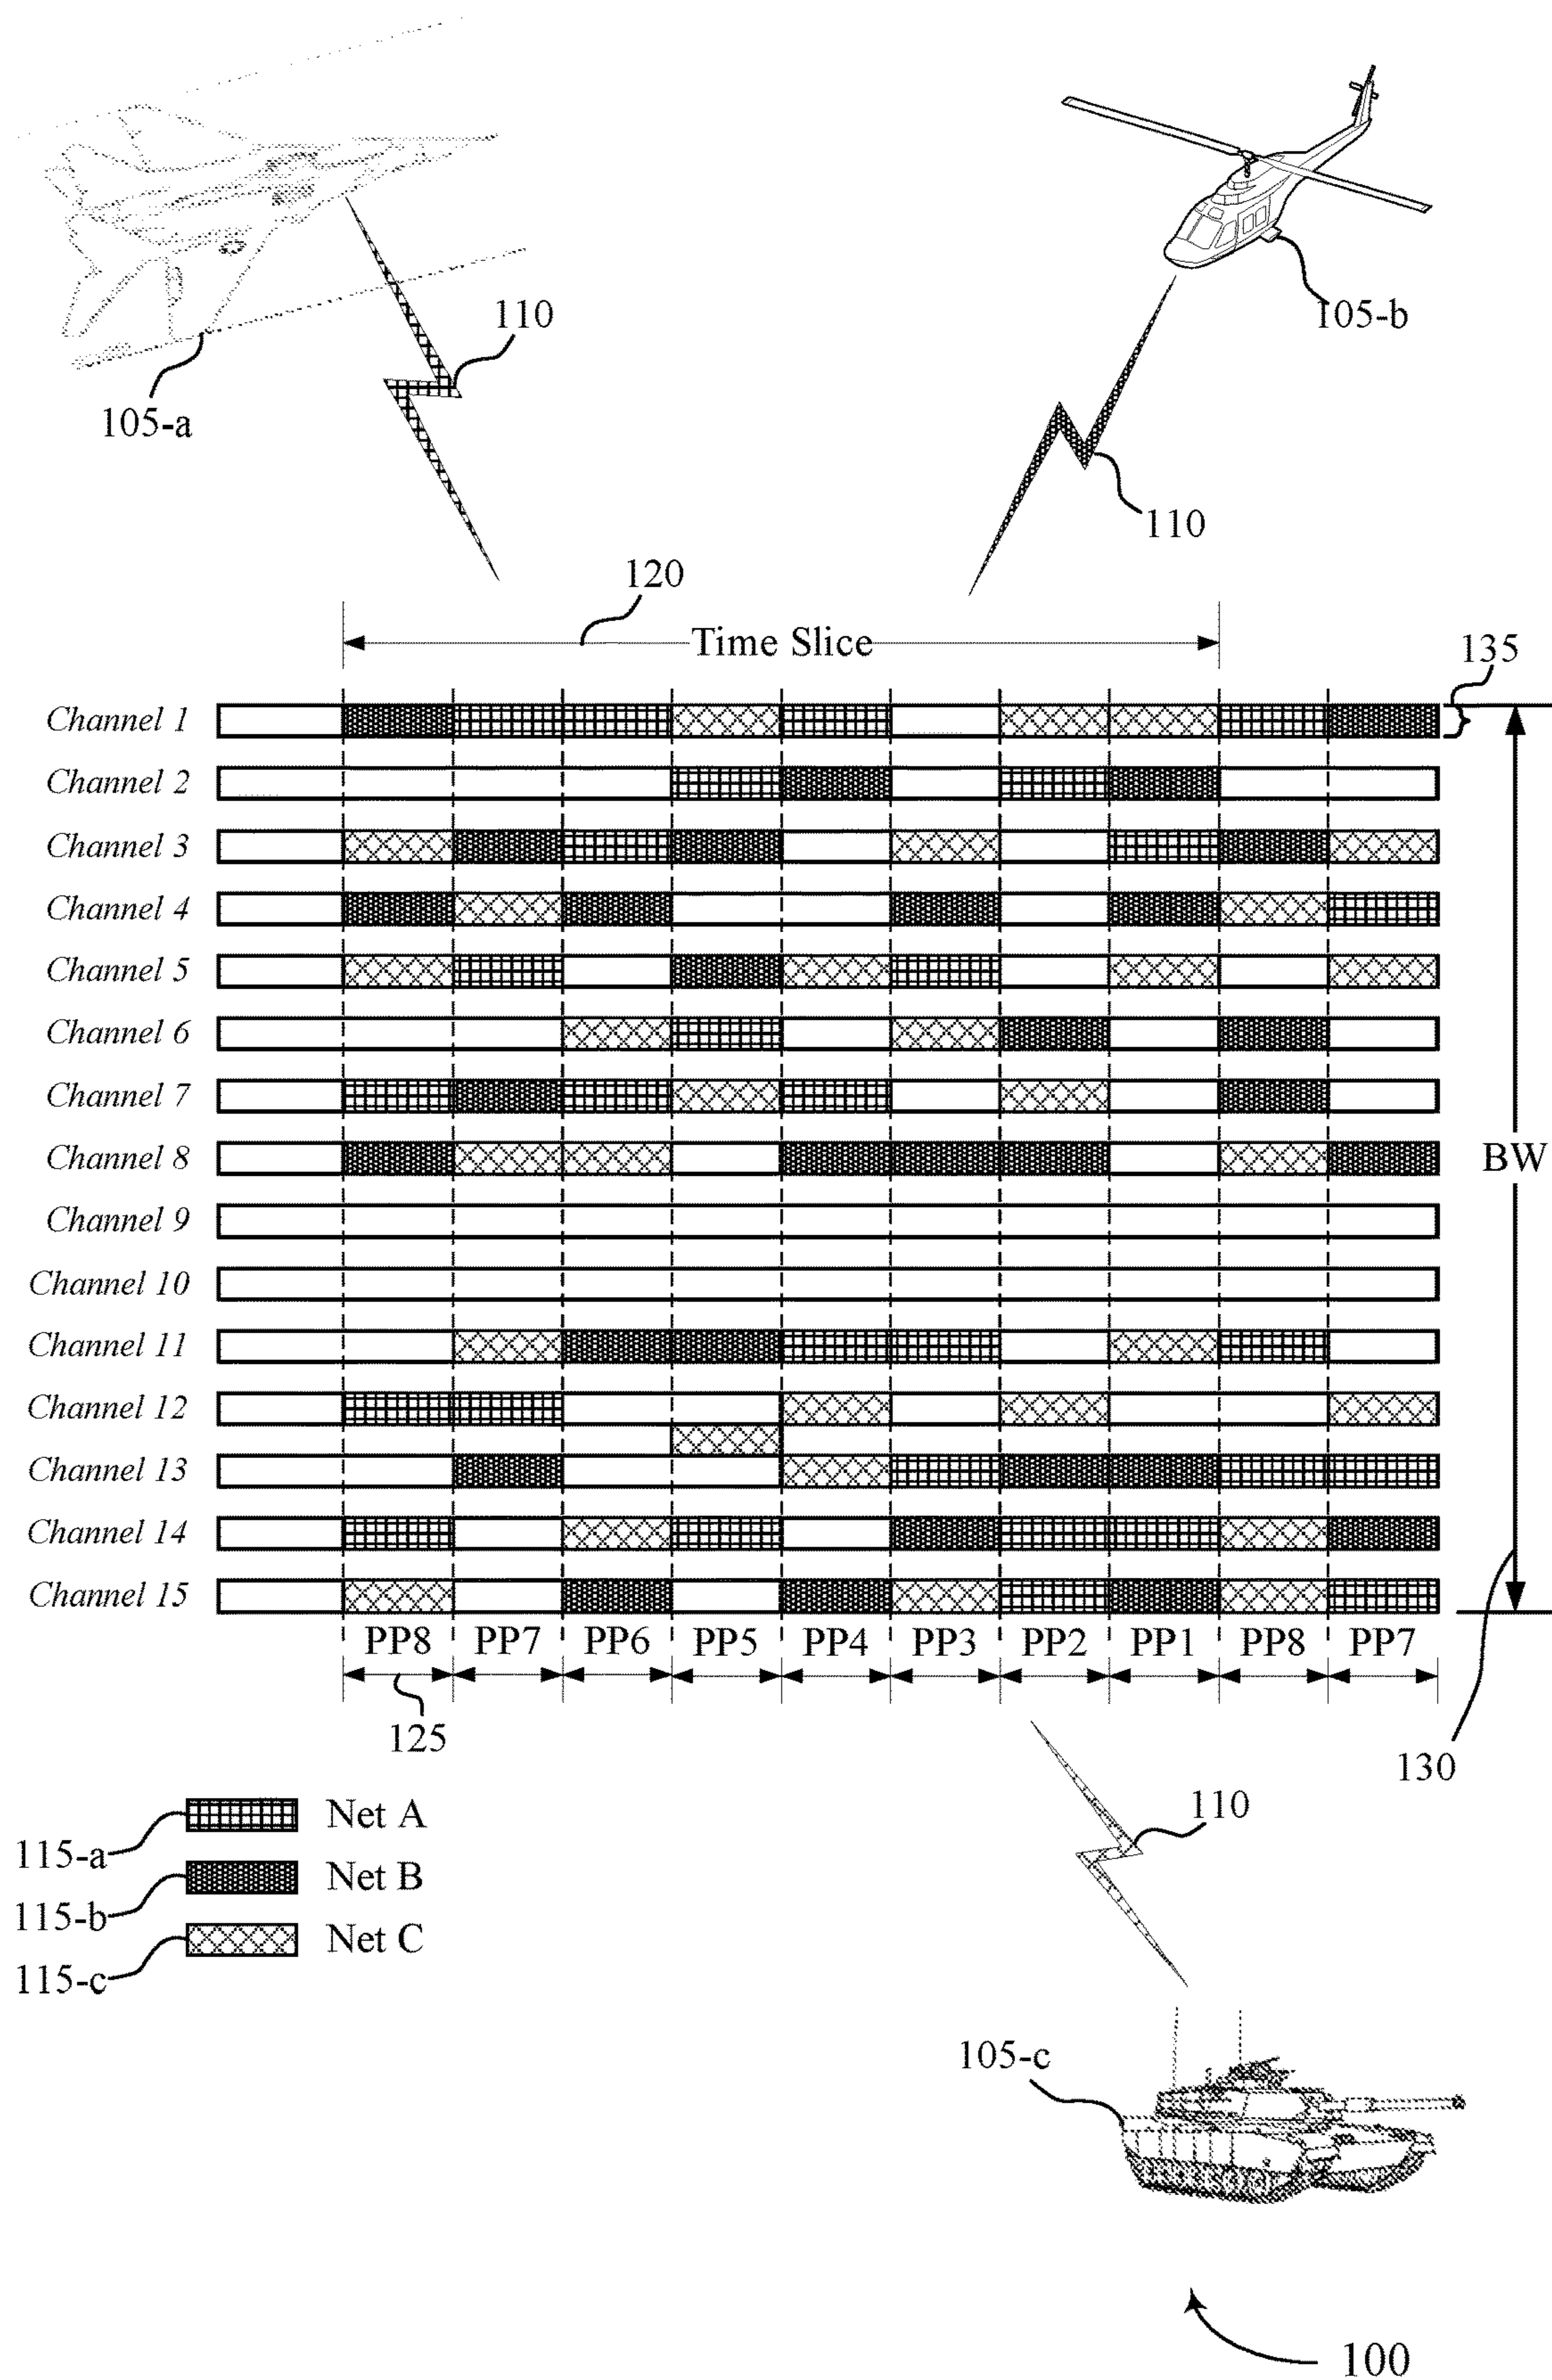 110
105-b
105-a
110
120
Time Slice
135
Channel 1
Channel 2
Channel 3
Channel 4
Channel 5
Channel 6
Channel 7
Channel 8
BW
Channel 9
Channel 10
Channel 11
Channel 12
Channel 13
Channel 14
Channel 15
PP8 PP7 PP6 PP5 PP4 PP3 PP2 PP1 PP8 PP7
125
130
110
Net A
115-a
Net B
115-b
Net C
115-c
105-c
100